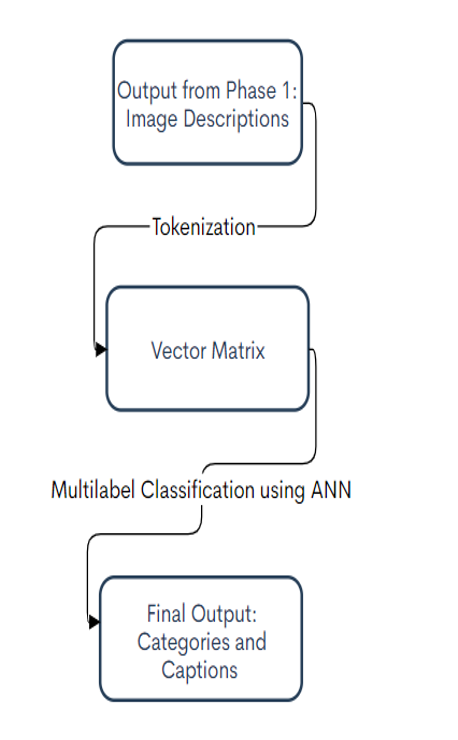 Output from Phase 1:
Image Descriptions
Tokenization
Vector Matrix
Multilabel Classification using ANN
Final Output:
Categories and
Captions